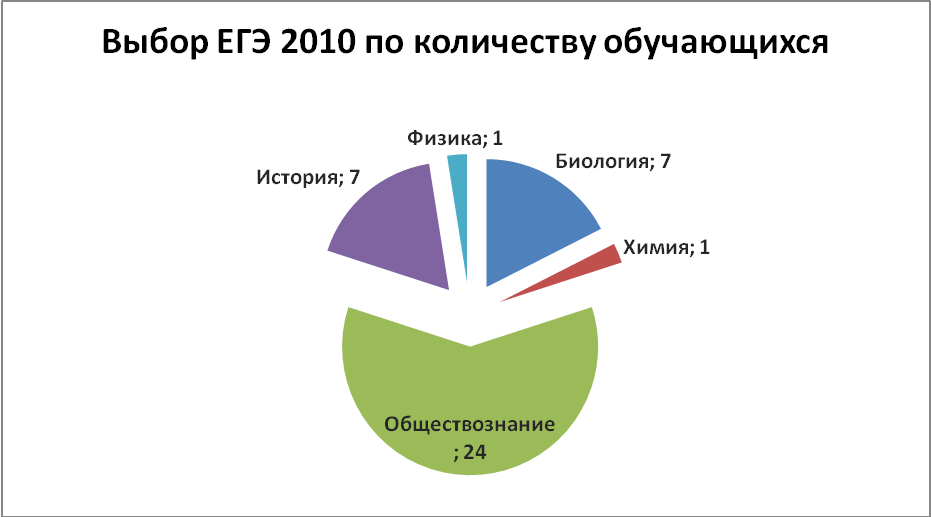 Выбор ЕГЭ 2010 по количеству обучающихся
Физика; 1
Биология; 7
История; 7
Химия; 1
Обществознание
; 24